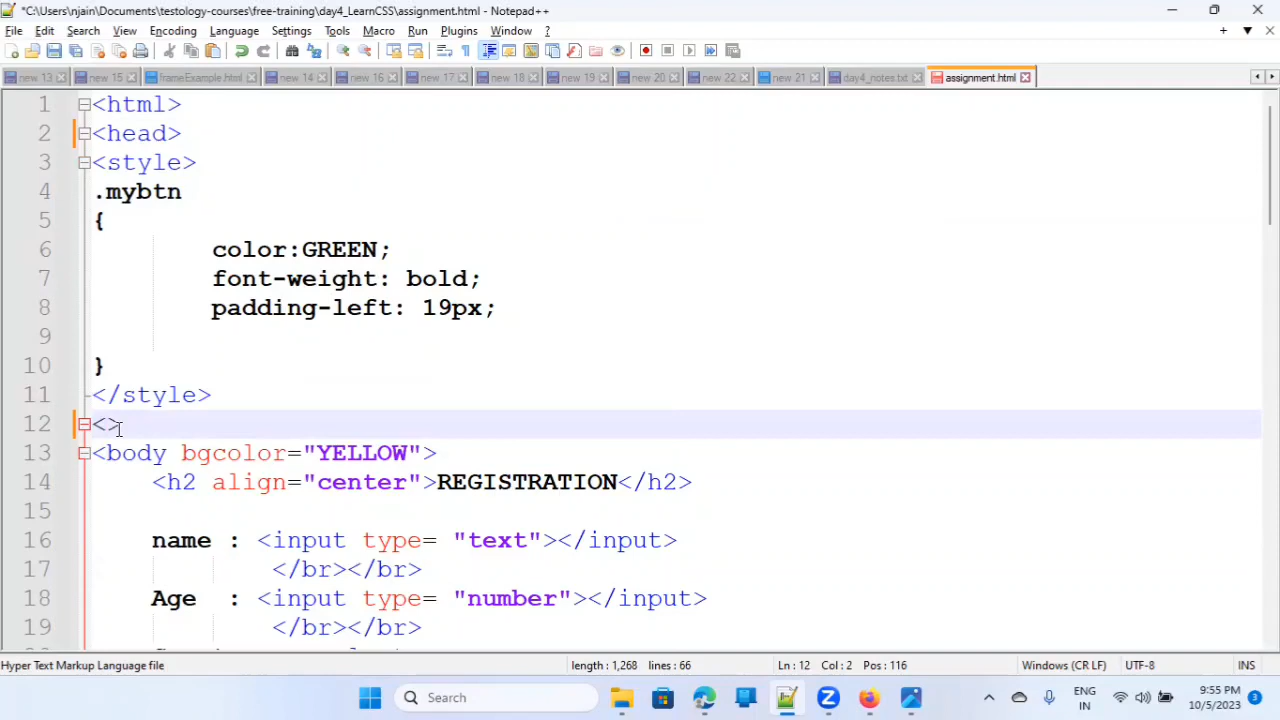 *C:\Users\njain\Documents\testology-courses\free-training\day4_LearnCSS\assignment.html - Notepad++
File Edit Search View Encoding Language Settings Tools Macro Run Plugins Window ?
new 13 new 15 frameExample.html new 14 new 16 new 17 new 18 new 19 new 20 new 22 new 21 day4_notes.txt assignment.html
1 <html>
2 <head>
3 <style>
4 .mybtn
5 {
6 color:GREEN;
7 font-weight: bold;
8 padding-left: 19px;
9
10 }
11 </style>
12 <>
13 <body bgcolor="YELLOW">
14 <h2 align="center">REGISTRATION</h2>
15
16 name : <input type= "text"></input>
17 </br></br>
18 Age : <input type= "number"></input>
19 </br></br>
Hyper Text Markup Language file length : 1,268 lines : 66 Ln : 12 Col : 2 Pos : 116 Windows (CR LF) UTF-8 INS
Search
ENG
IN
9:55 PM
10/5/2023
3